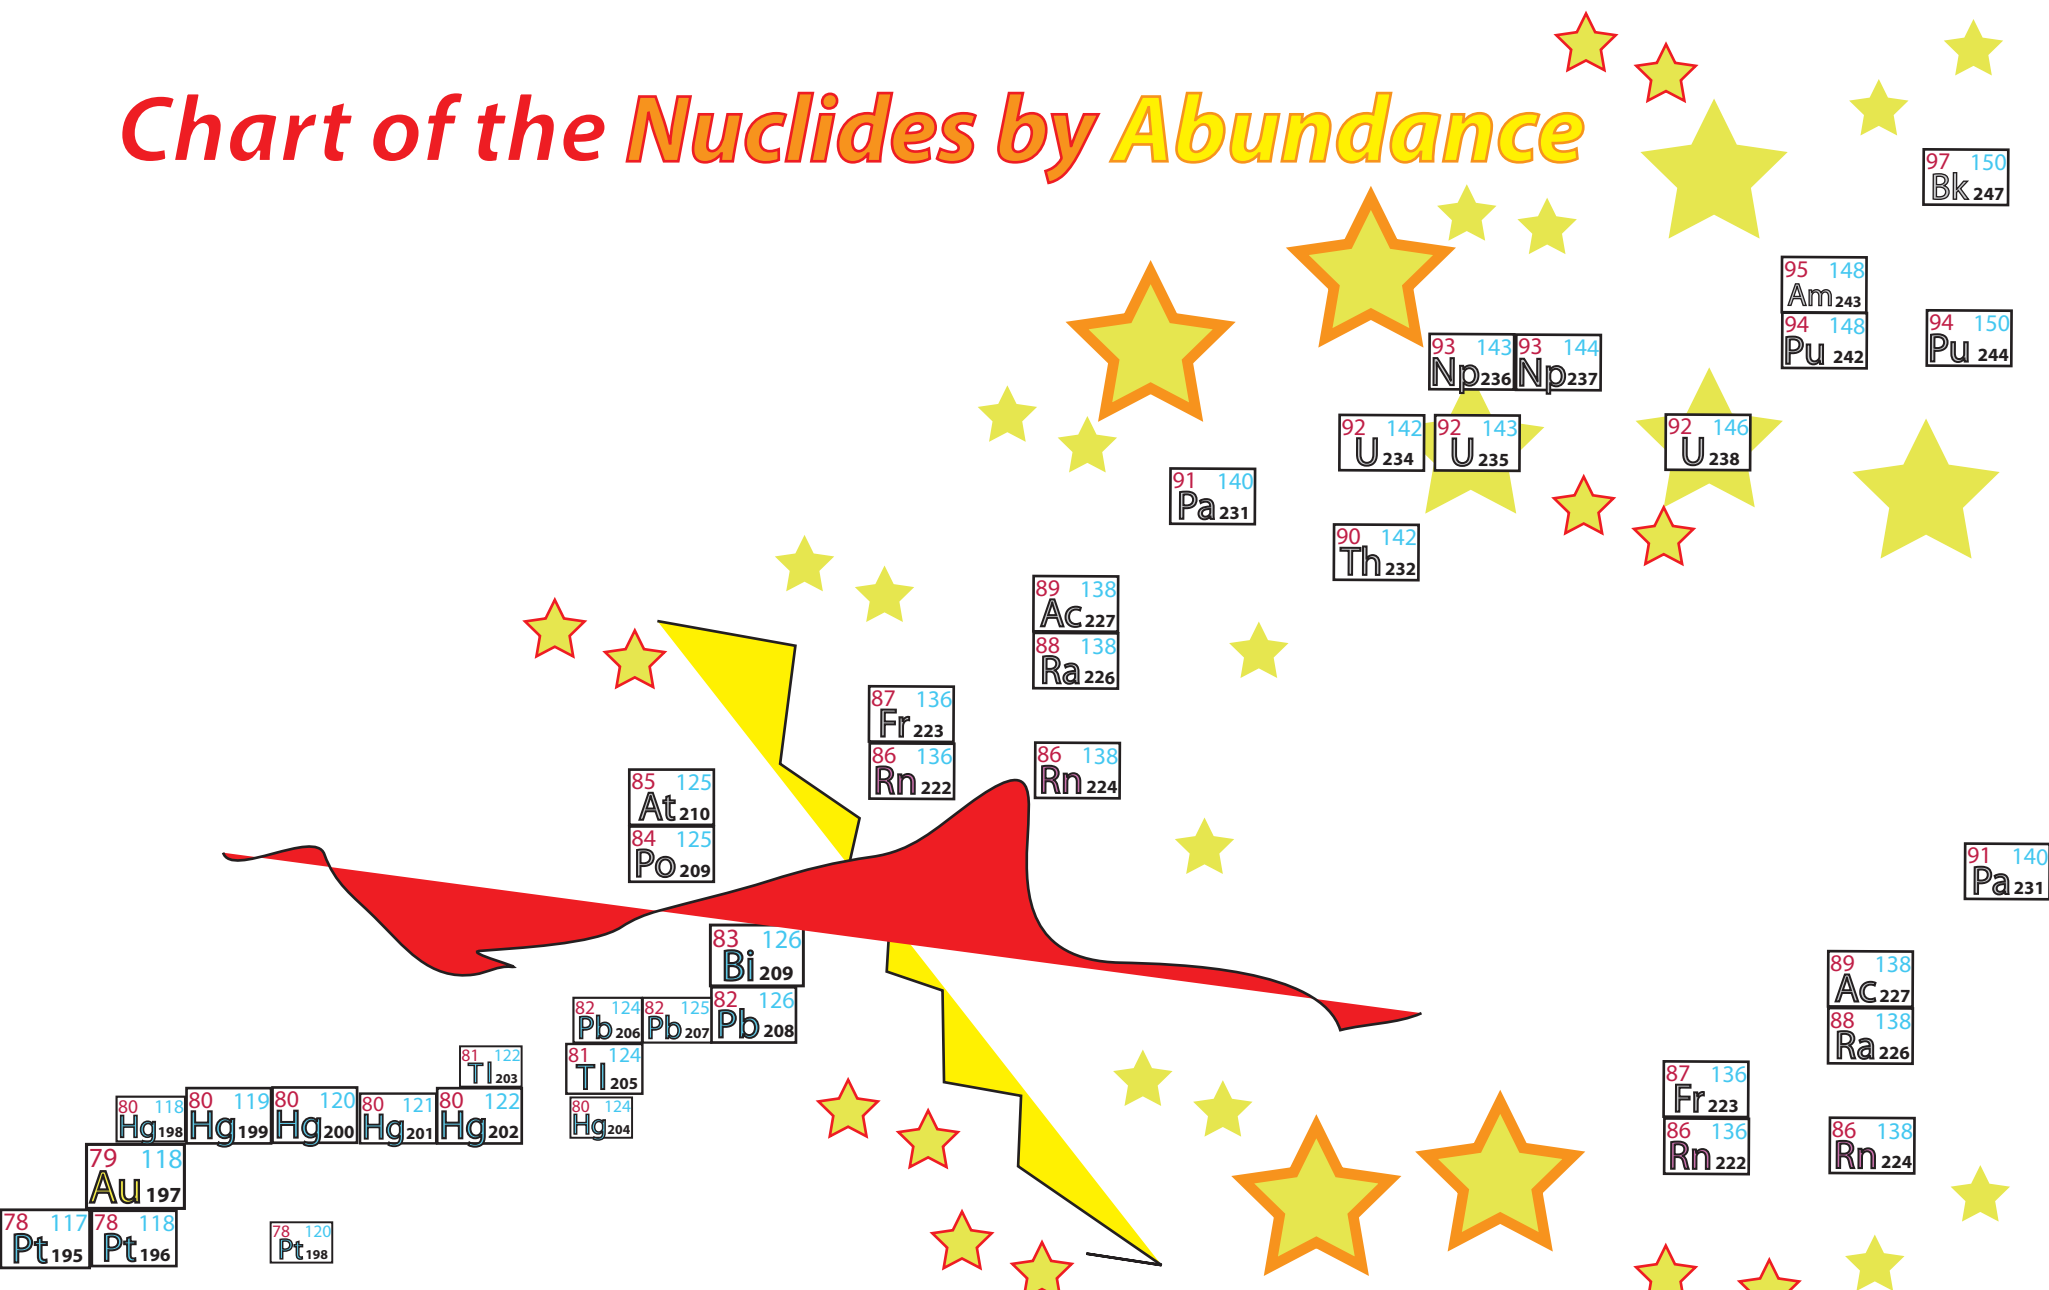 Chart of the Nuclides by Abundance
97 150
Bk 247
95 148
Am 243
94 148
Pu 242
94 150
Pu 244
93 143
Np 236
93 144
Np 237
92 142
U 234
92 143
U 235
92 146
U 238
91 140
Pa 231
90 142
Th 232
89 138
Ac 227
88 138
Ra 226
87 136
Fr 223
86 136
Rn 222
86 138
Rn 224
85 125
At 210
84 125
Po 209
91 140
Pa 231
83 126
Bi 209
89 138
Ac 227
88 138
Ra 226
82 124
Pb 206
82 125
Pb 207
82 126
Pb 208
81 122
Tl 203
81 124
Tl 205
87 136
Fr 223
86 136
Rn 222
86 138
Rn 224
80 118
Hg 198
80 119
Hg 199
80 120
Hg 200
80 121
Hg 201
80 122
Hg 202
80 124
Hg 204
79 118
Au 197
78 117
Pt 195
78 118
Pt 196
78 120
Pt 198